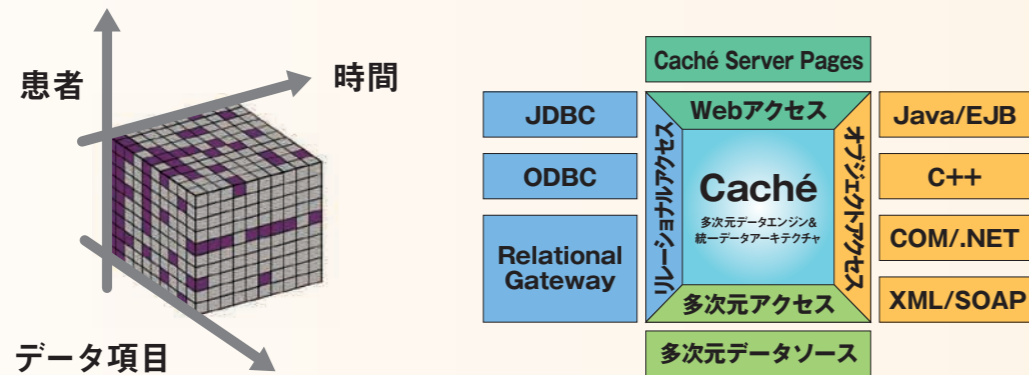 患者
時間
データ項目
Caché Server Pages
JDBC
ODBC
Relational
Gateway
リレーショナルアクセス
Webアクセス
Caché
多次元データエンジン&
統一データアーキテクチャ
多次元アクセス
オブジェクトアクセス
Java/EJB
C++
COM/.NET
XML/SOAP
多次元データソース